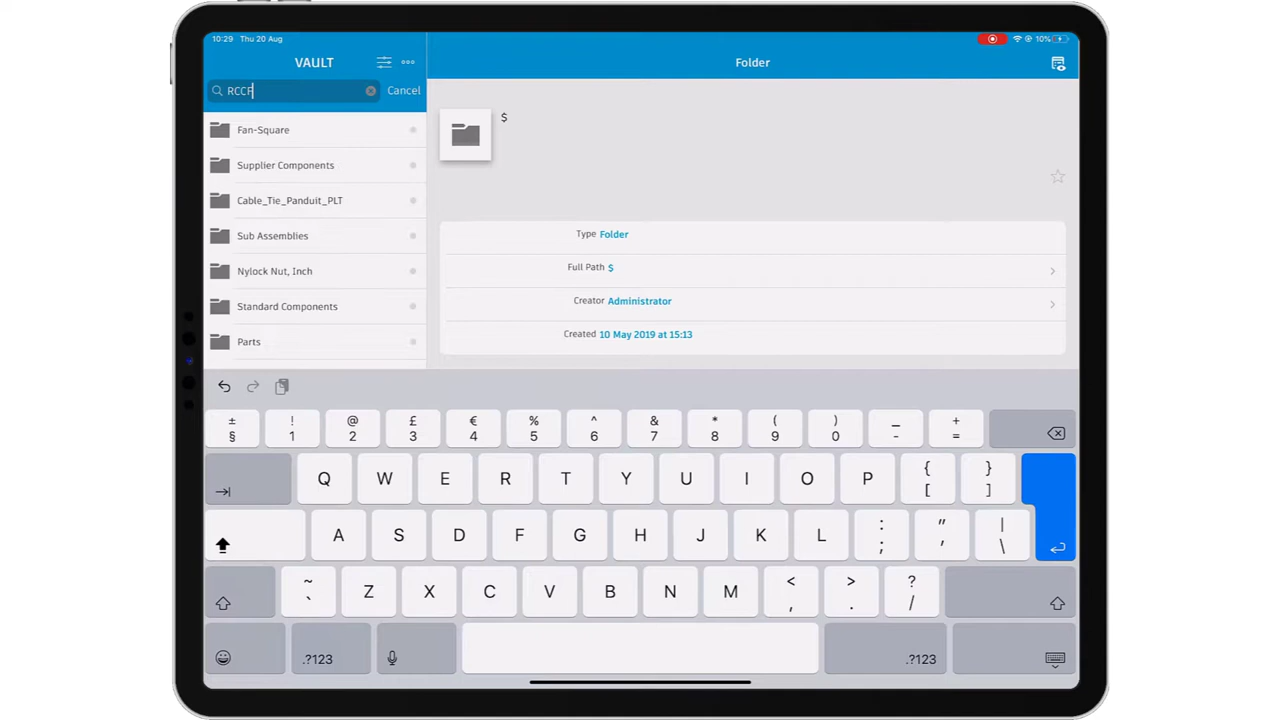 10:29 Thu 20 Aug
10%
VAULT
Folder
RCCF
Cancel
Fan-Square
Supplier Components
Cable_Tie_Panduit_PLT
Sub Assemblies
Nylock Nut, Inch
Standard Components
Parts
$
Type Folder
Full Path $
Creator Administrator
Created 10 May 2019 at 15:13
± ! @ £ € % ^ & * ( ) _ +
§ 1 2 3 4 5 6 7 8 9 0 - =
Q W E R T Y U I O P { }
[ ]
A S D F G H J K L : " |
; ' \
~ Z X C V B N M < > ?
` , . /
.?123 .?123